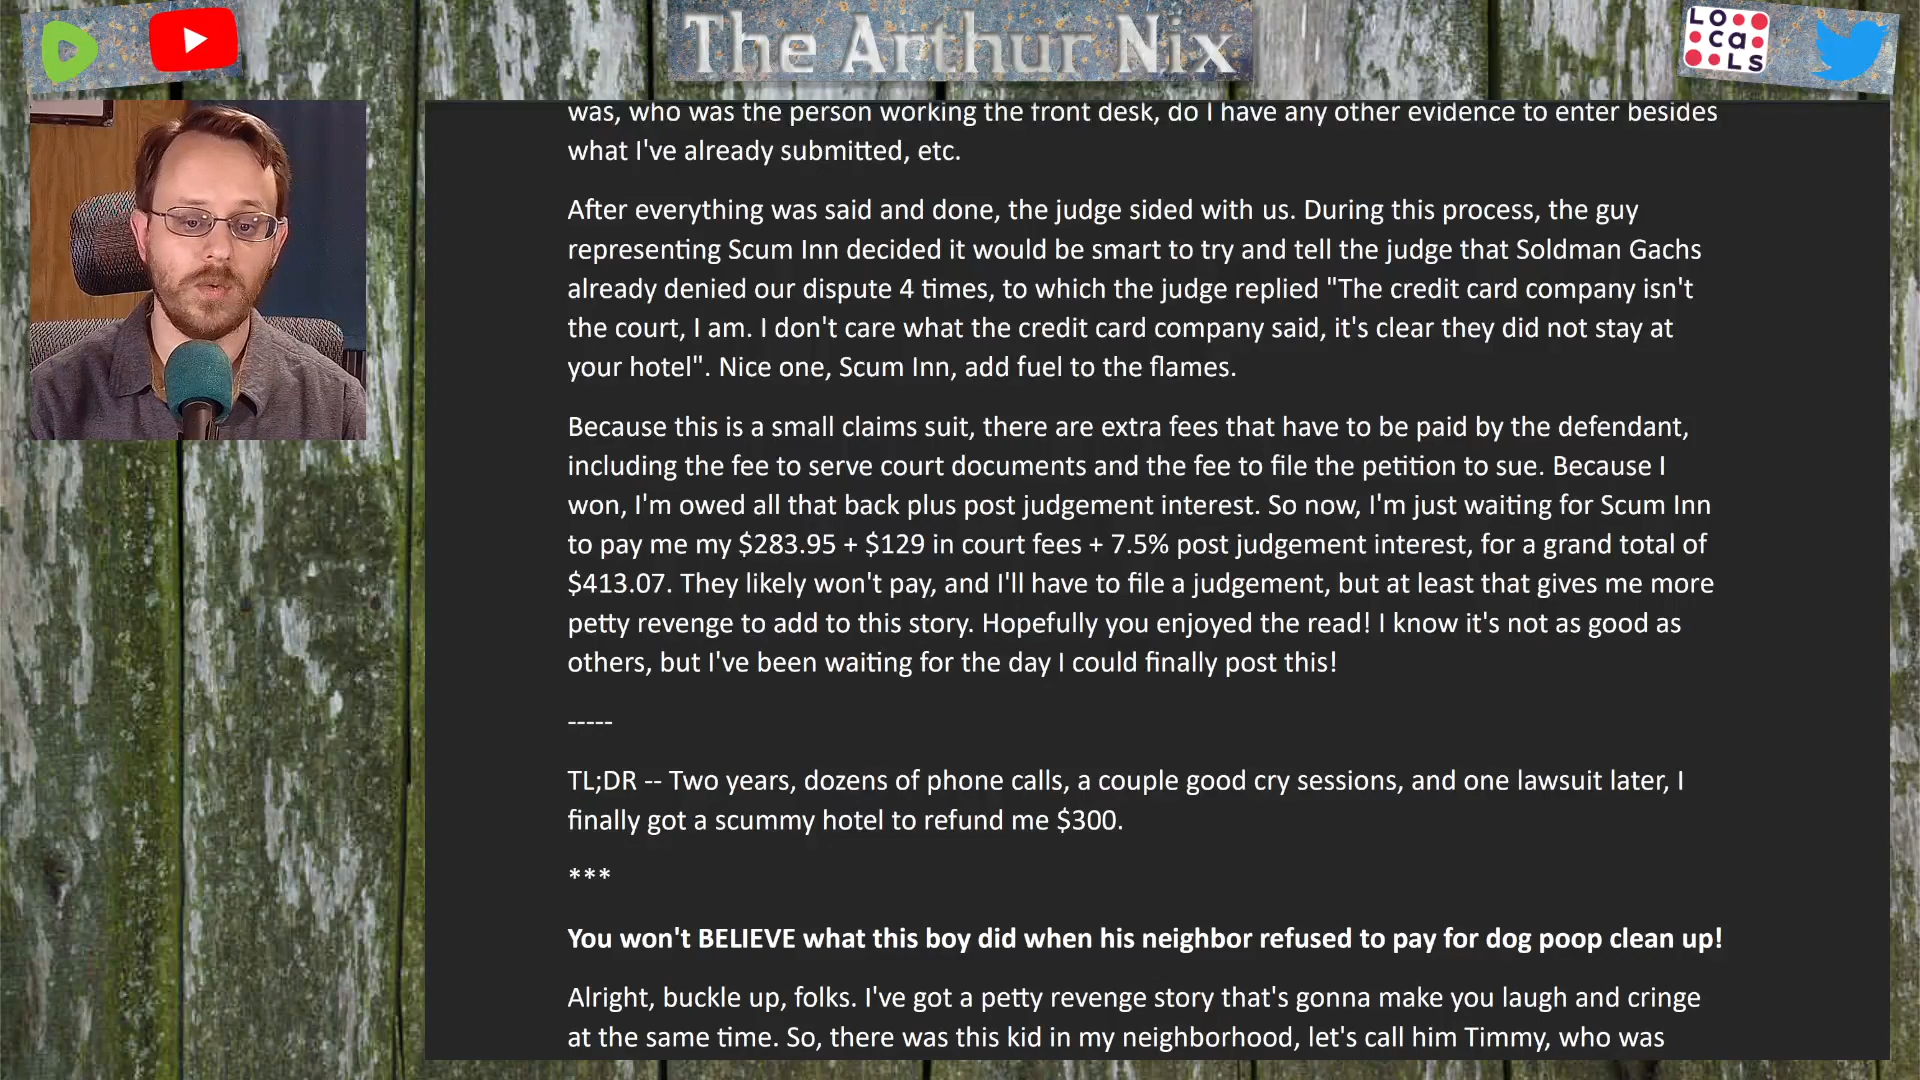 The Arthur Nix
LO
ca
LS
was, who was the person working the front desk, do I have any other evidence to enter besides
what I've already submitted, etc.
After everything was said and done, the judge sided with us. During this process, the guy
representing Scum Inn decided it would be smart to try and tell the judge that Soldman Gachs
already denied our dispute 4 times, to which the judge replied "The credit card company isn't
the court, I am. I don't care what the credit card company said, it's clear they did not stay at
your hotel". Nice one, Scum Inn, add fuel to the flames.
Because this is a small claims suit, there are extra fees that have to be paid by the defendant,
including the fee to serve court documents and the fee to file the petition to sue. Because I
won, I'm owed all that back plus post judgement interest. So now, I'm just waiting for Scum Inn
to pay me my $283.95 + $129 in court fees + 7.5% post judgement interest, for a grand total of
$413.07. They likely won't pay, and I'll have to file a judgement, but at least that gives me more
petty revenge to add to this story. Hopefully you enjoyed the read! I know it's not as good as
others, but I've been waiting for the day I could finally post this!
-----
TL;DR -- Two years, dozens of phone calls, a couple good cry sessions, and one lawsuit later, I
finally got a scummy hotel to refund me $300.
***
You won't BELIEVE what this boy did when his neighbor refused to pay for dog poop clean up!
Alright, buckle up, folks. I've got a petty revenge story that's gonna make you laugh and cringe
at the same time. So, there was this kid in my neighborhood, let's call him Timmy, who was